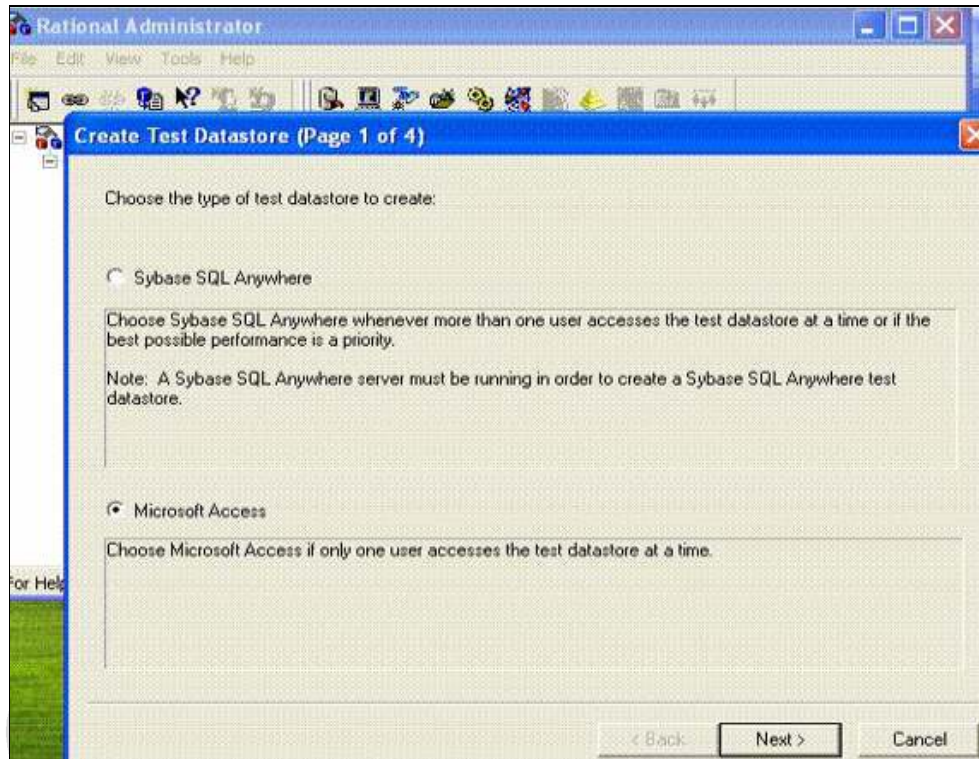 Rational Administrator
File Edit View Tools Help
Create Test Datastore (Page 1 of 4)
Choose the type of test datastore to create:
Sybase SQL Anywhere
Choose Sybase SQL Anywhere whenever more than one user accesses the test datastore at a time or if the
best possible performance is a priority.
Note: A Sybase SQL Anywhere server must be running in order to create a Sybase SQL Anywhere test
datastore.
Microsoft Access
Choose Microsoft Access if only one user accesses the test datastore at a time.
For Help
< Back Next > Cancel